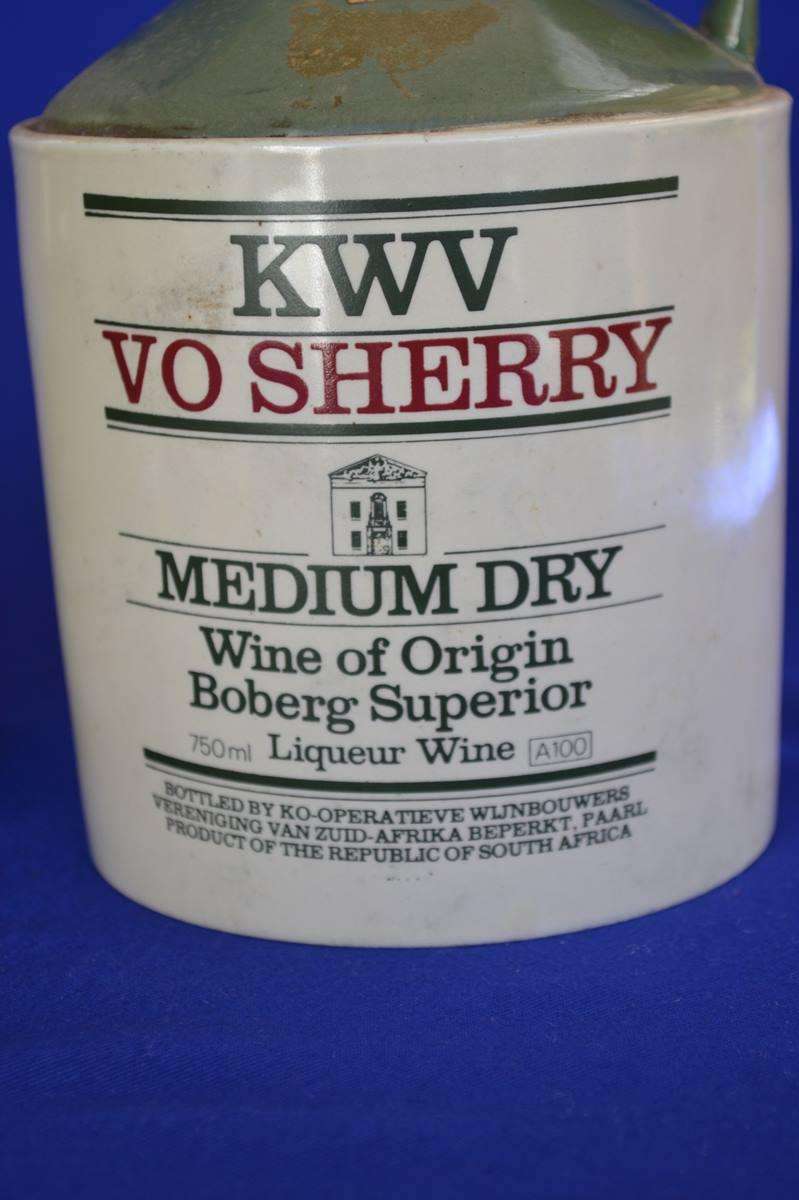 KWV
VO SHERRY
MEDIUM DRY
Wine of Origin
Boberg Superior
750ml Liqueur Wine A100
BOTTLED BY KO-OPERATIEVE WIJNBOUWERS
VERENIGING VAN ZUID-AFRIKA BEPERKT, PAARL
PRODUCT OF THE REPUBLIC OF SOUTH AFRICA